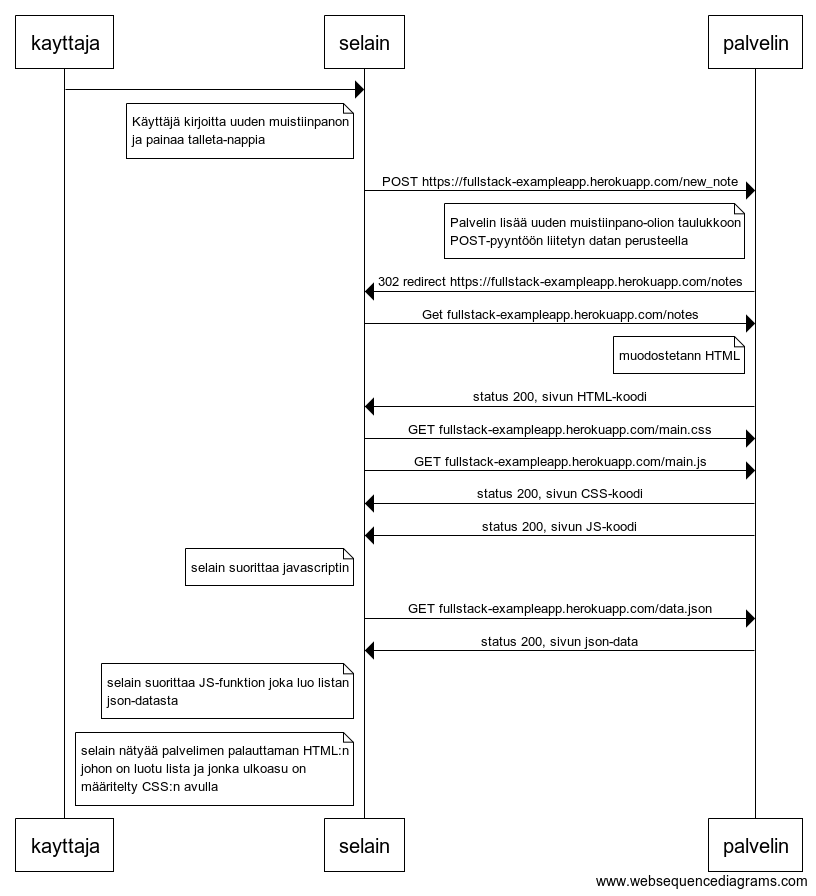 kayttaja
selain
palvelin
Käyttäjä kirjoitta uuden muistiinpanon
ja painaa talleta-nappia
POST https://fullstack-exampleapp.herokuapp.com/new_note
Palvelin lisää uuden muistiinpano-olion taulukkoon
POST-pyyntöön liitetyn datan perusteella
302 redirect https://fullstack-exampleapp.herokuapp.com/notes
Get fullstack-exampleapp.herokuapp.com/notes
muodostetann HTML
status 200, sivun HTML-koodi
GET fullstack-exampleapp.herokuapp.com/main.css
GET fullstack-exampleapp.herokuapp.com/main.js
status 200, sivun CSS-koodi
status 200, sivun JS-koodi
selain suorittaa javascriptin
GET fullstack-exampleapp.herokuapp.com/data.json
status 200, sivun json-data
selain suorittaa JS-funktion joka luo listan
json-datasta
selain nätyää palvelimen palauttaman HTML:n
johon on luotu lista ja jonka ulkoasu on
määritelty CSS:n avulla
kayttaja
selain
palvelin
www.websequencediagrams.com